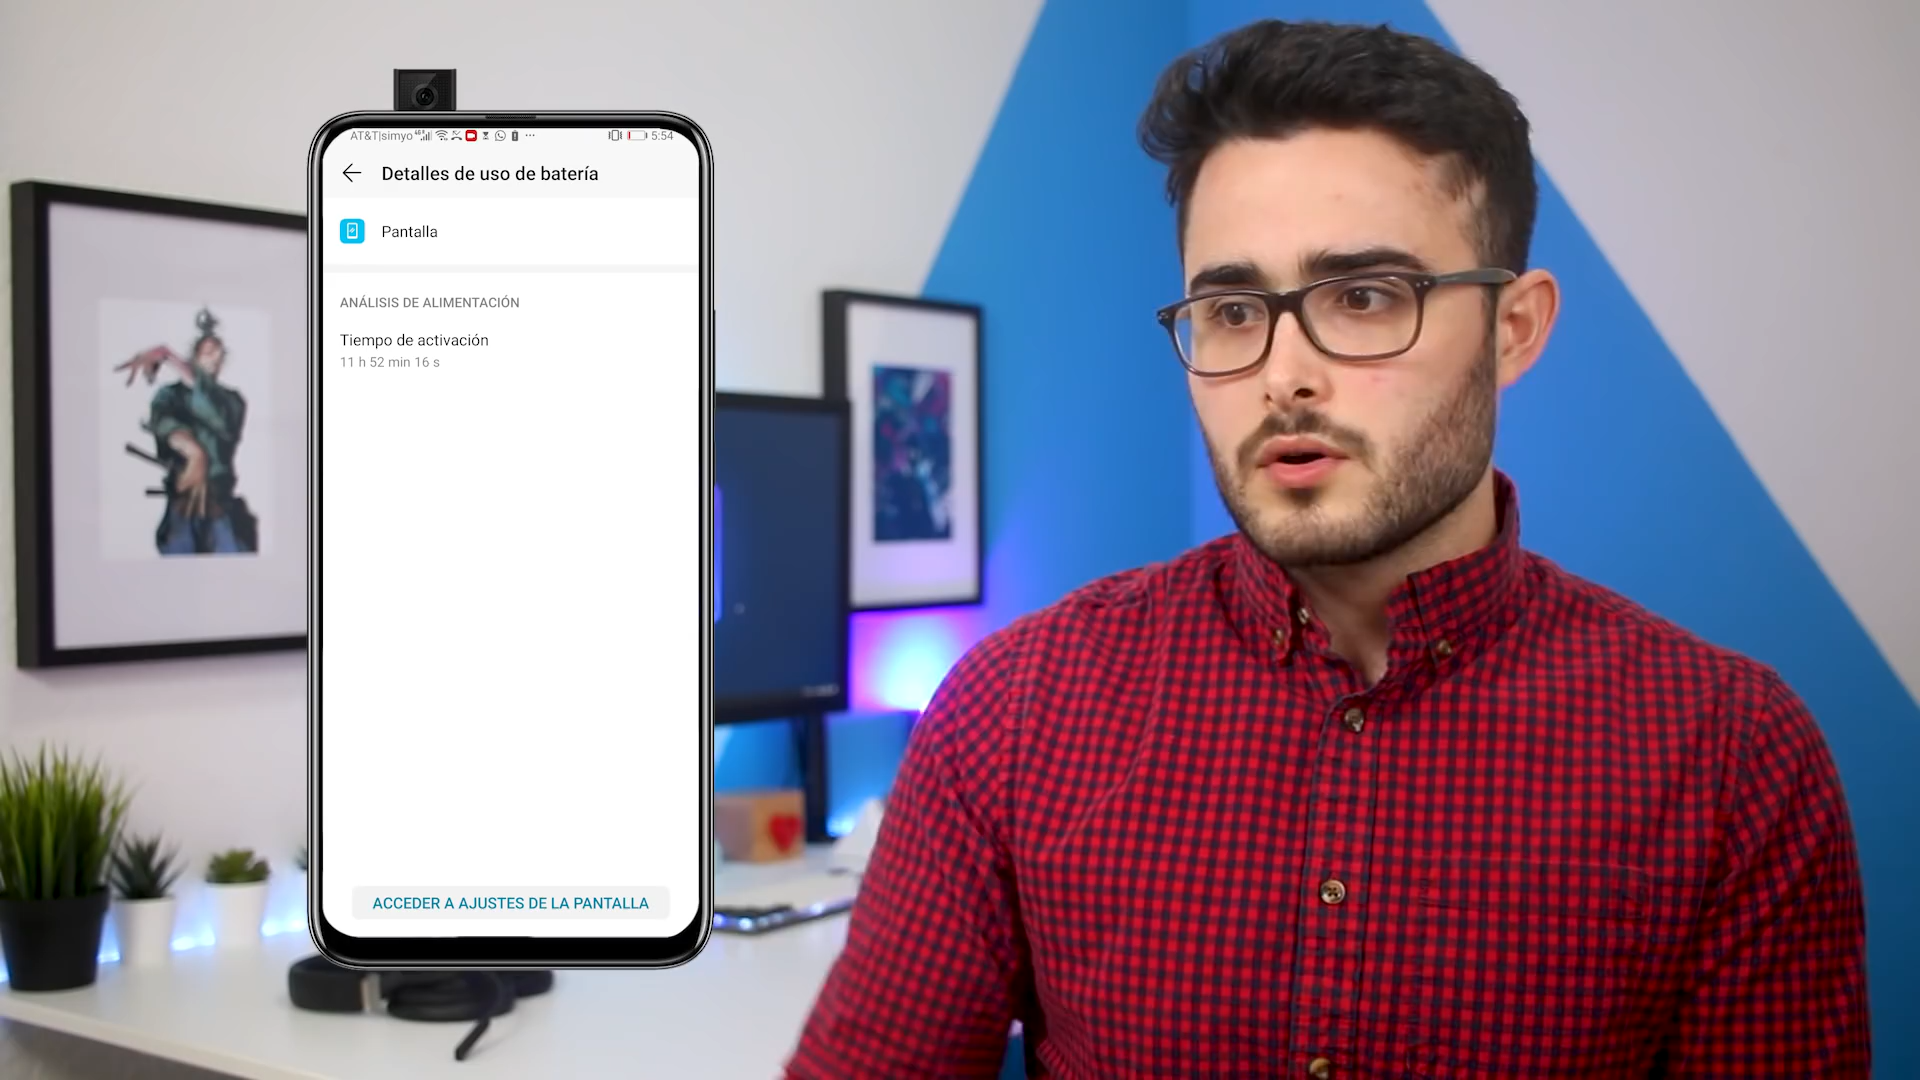 AT&T|simyo 5:54
Detalles de uso de batería
Pantalla
ANÁLISIS DE ALIMENTACIÓN
Tiempo de activación
11 h 52 min 16 s
ACCEDER A AJUSTES DE LA PANTALLA